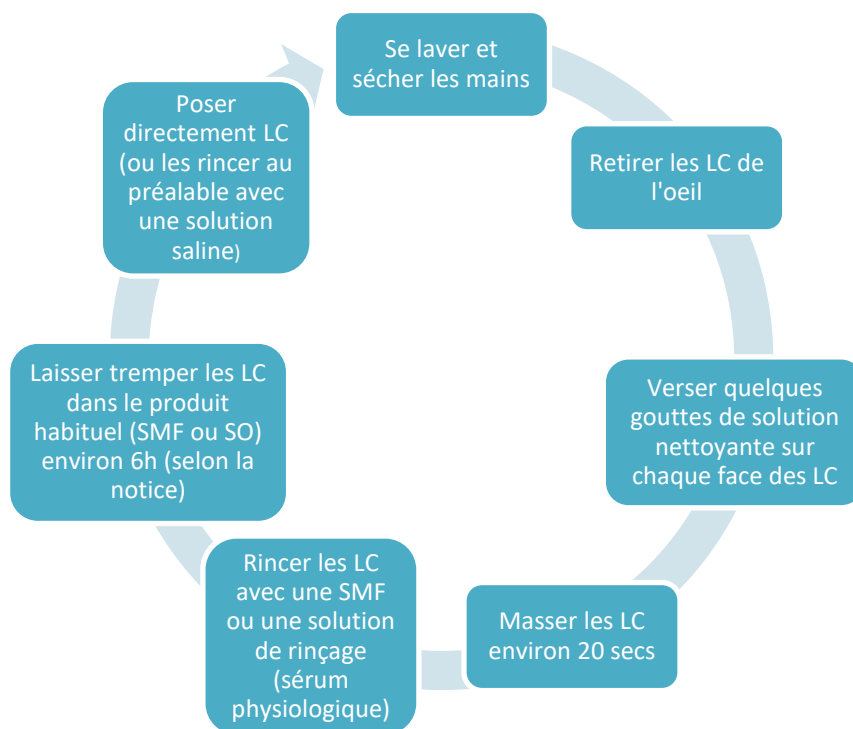 Se laver et
sécher les mains
Retirer les LC de
l'oeil
Verser quelques
gouttes de solution
nettoyante sur
chaque face des LC
Masser les LC
environ 20 secs
Rincer les LC
avec une SMF
ou une solution
de rinçage
(sérum
physiologique)
Laisser tremper les LC
dans le produit
habituel (SMF ou SO)
environ 6h (selon la
notice)
Poser
directement LC
(ou les rincer au
préalable avec
une solution
saline)